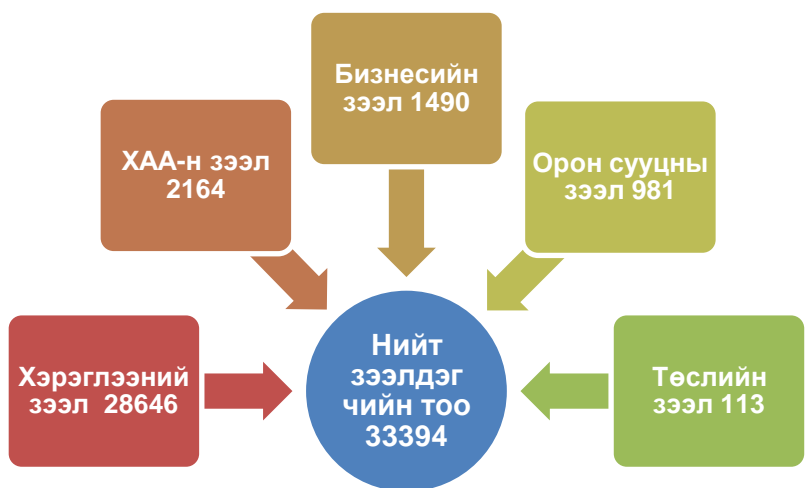 Бизнесийн
зээл 1490
ХАА-н зээл
2164
Орон сууцны
зээл 981
Хэрэглээний
зээл 28646
Нийт
зээлдэг
чийн тоо
33394
Төслийн
зээл 113